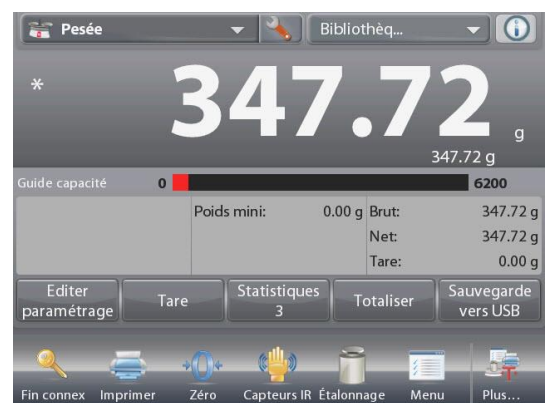 Pesée
Bibliothèq...
*
347.72 g
347.72 g
Guide capacité 0 6200
Poids mini: 0.00 g Brut: 347.72 g
Net: 347.72 g
Tare: 0.00 g
Editer paramétrage
Tare
Statistiques 3
Totaliser
Sauvegarde vers USB
Fin connex Imprimer Zéro Capteurs IR Étalonnage Menu Plus...